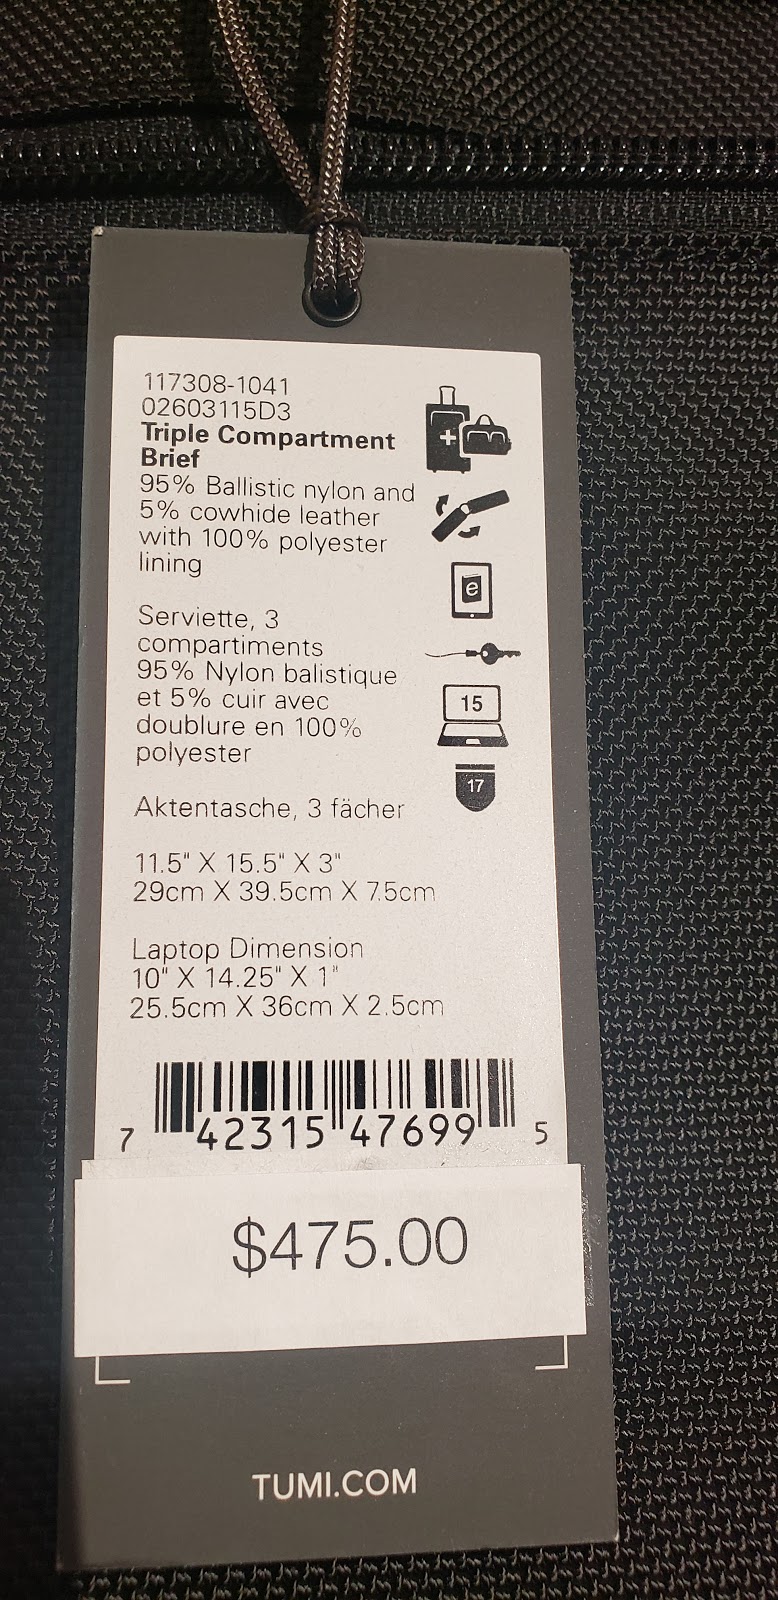 117308-1041
02603115D3
Triple Compartment
Brief
95% Ballistic nylon and
5% cowhide leather
with 100% polyester
lining
Serviette, 3
compartiments
95% Nylon balistique
et 5% cuir avec
doublure en 100%
polyester
Aktentasche, 3 fächer
11.5" X 15.5" X 3"
29cm X 39.5cm X 7.5cm
Laptop Dimension
10" X 14.25" X 1"
25.5cm X 36cm X 2.5cm
e
15
17
7 42315 47699 5
$475.00
TUMI.COM